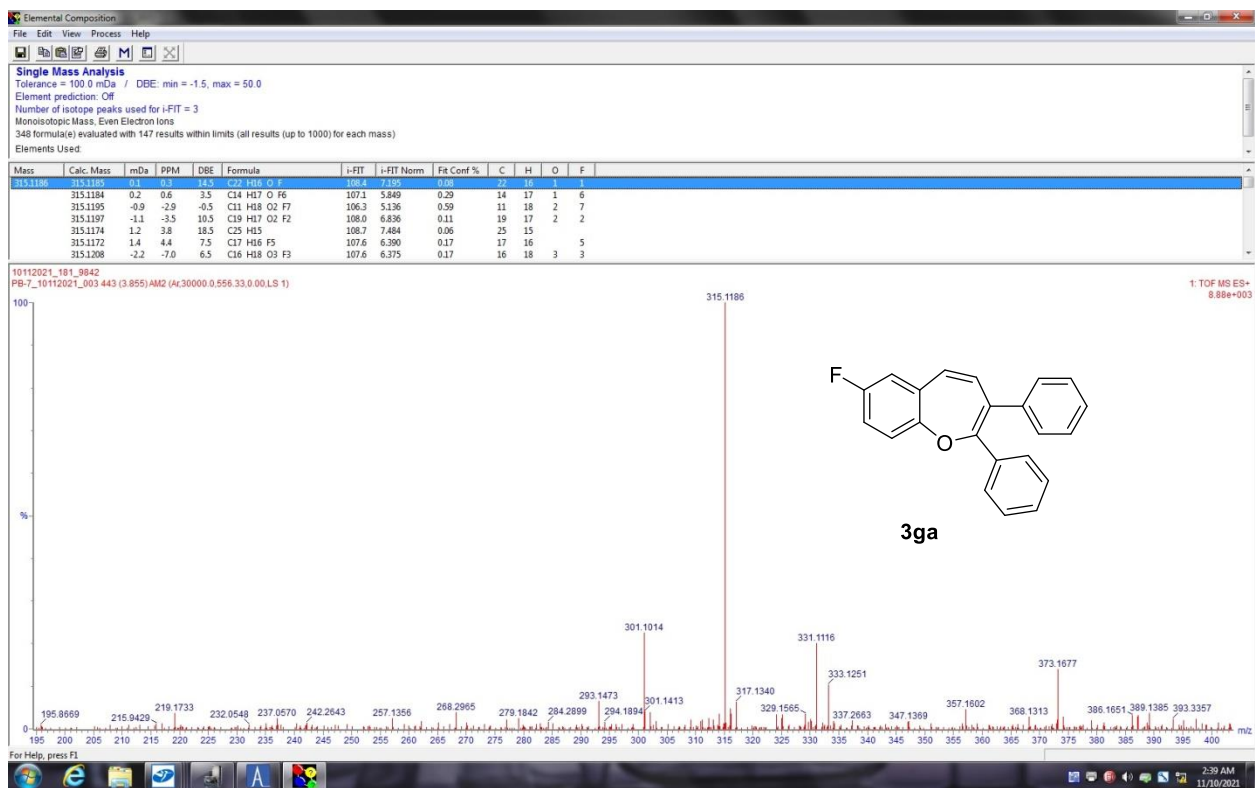 Elemental Composition
File Edit View Process Help
Single Mass Analysis
Tolerance = 100.0 mDa / DBE: min = -1.5, max = 50.0
Element prediction: Off
Number of isotope peaks used for i-FIT = 3
Monoisotopic Mass, Even Electron Ions
348 formula(e) evaluated with 147 results within limits (all results (up to 1000) for each mass)
Elements Used:
Mass Calc. Mass mDa PPM DBE Formula i-FIT i-FIT Norm Fit Conf % C H O F
315.1186 315.1185 0.1 0.3 14.5 C22 H16 O F 108.4 7.195 0.08 22 16 1 1
315.1184 0.2 0.6 3.5 C14 H17 O F6 107.1 5.849 0.29 14 17 1 6
315.1195 -0.9 -2.9 -0.5 C11 H18 O2 F7 106.3 5.136 0.59 11 18 2 7
315.1197 -1.1 -3.5 10.5 C19 H17 O2 F2 108.0 6.836 0.11 19 17 2 2
315.1174 1.2 3.8 18.5 C25 H15 108.7 7.484 0.06 25 15
315.1172 1.4 4.4 7.5 C17 H16 F5 107.6 6.390 0.17 17 16 5
315.1208 -2.2 -7.0 6.5 C16 H18 O3 F3 107.6 6.375 0.17 16 18 3 3
10112021_181_9842
PB-7_10112021_003 443 (3.855) AM2 (Ar,30000.0,556.33,0.00,LS 1)
1: TOF MS ES+
8.88e+003
100
315.1186
F
O
3ga
%
301.1014
331.1116
373.1677
333.1251
293.1473
317.1340
301.1413
195.8669
215.9429
219.1733
232.0548
237.0570
242.2643
257.1356
268.2965
279.1842
284.2899
294.1894
329.1565
337.2663
347.1369
357.1602
368.1313
386.1651
389.1385
393.3357
0
m/z
195 200 205 210 215 220 225 230 235 240 245 250 255 260 265 270 275 280 285 290 295 300 305 310 315 320 325 330 335 340 345 350 355 360 365 370 375 380 385 390 395 400
For Help, press F1
2:39 AM
11/10/2021